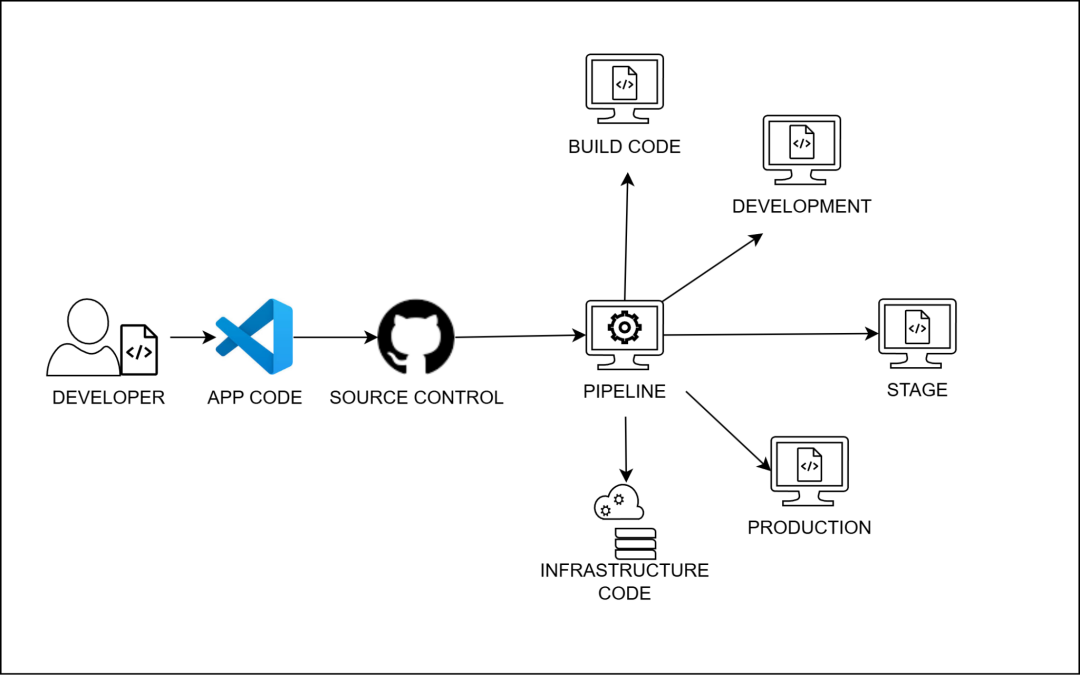 BUILD CODE
DEVELOPMENT
DEVELOPER
APP CODE
SOURCE CONTROL
PIPELINE
STAGE
PRODUCTION
INFRASTRUCTURE
CODE